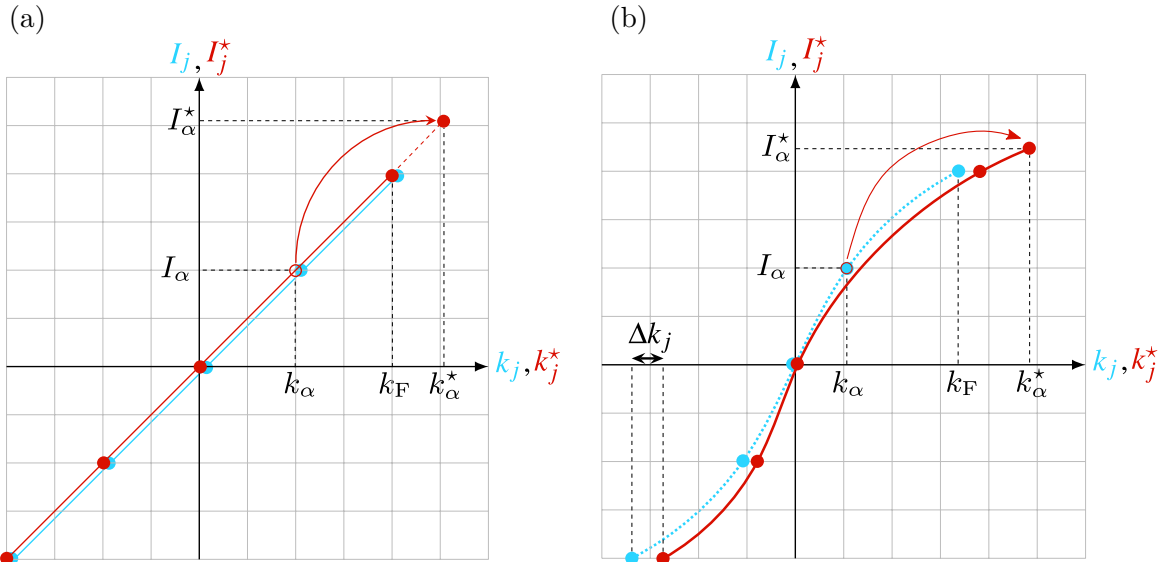 (a)
I_j, I_j^⋆
I_α^⋆
I_α
k_α
k_F
k_α^⋆
k_j, k_j^⋆
(b)
I_j, I_j^⋆
I_α^⋆
I_α
Δk_j
k_α
k_F
k_α^⋆
k_j, k_j^⋆